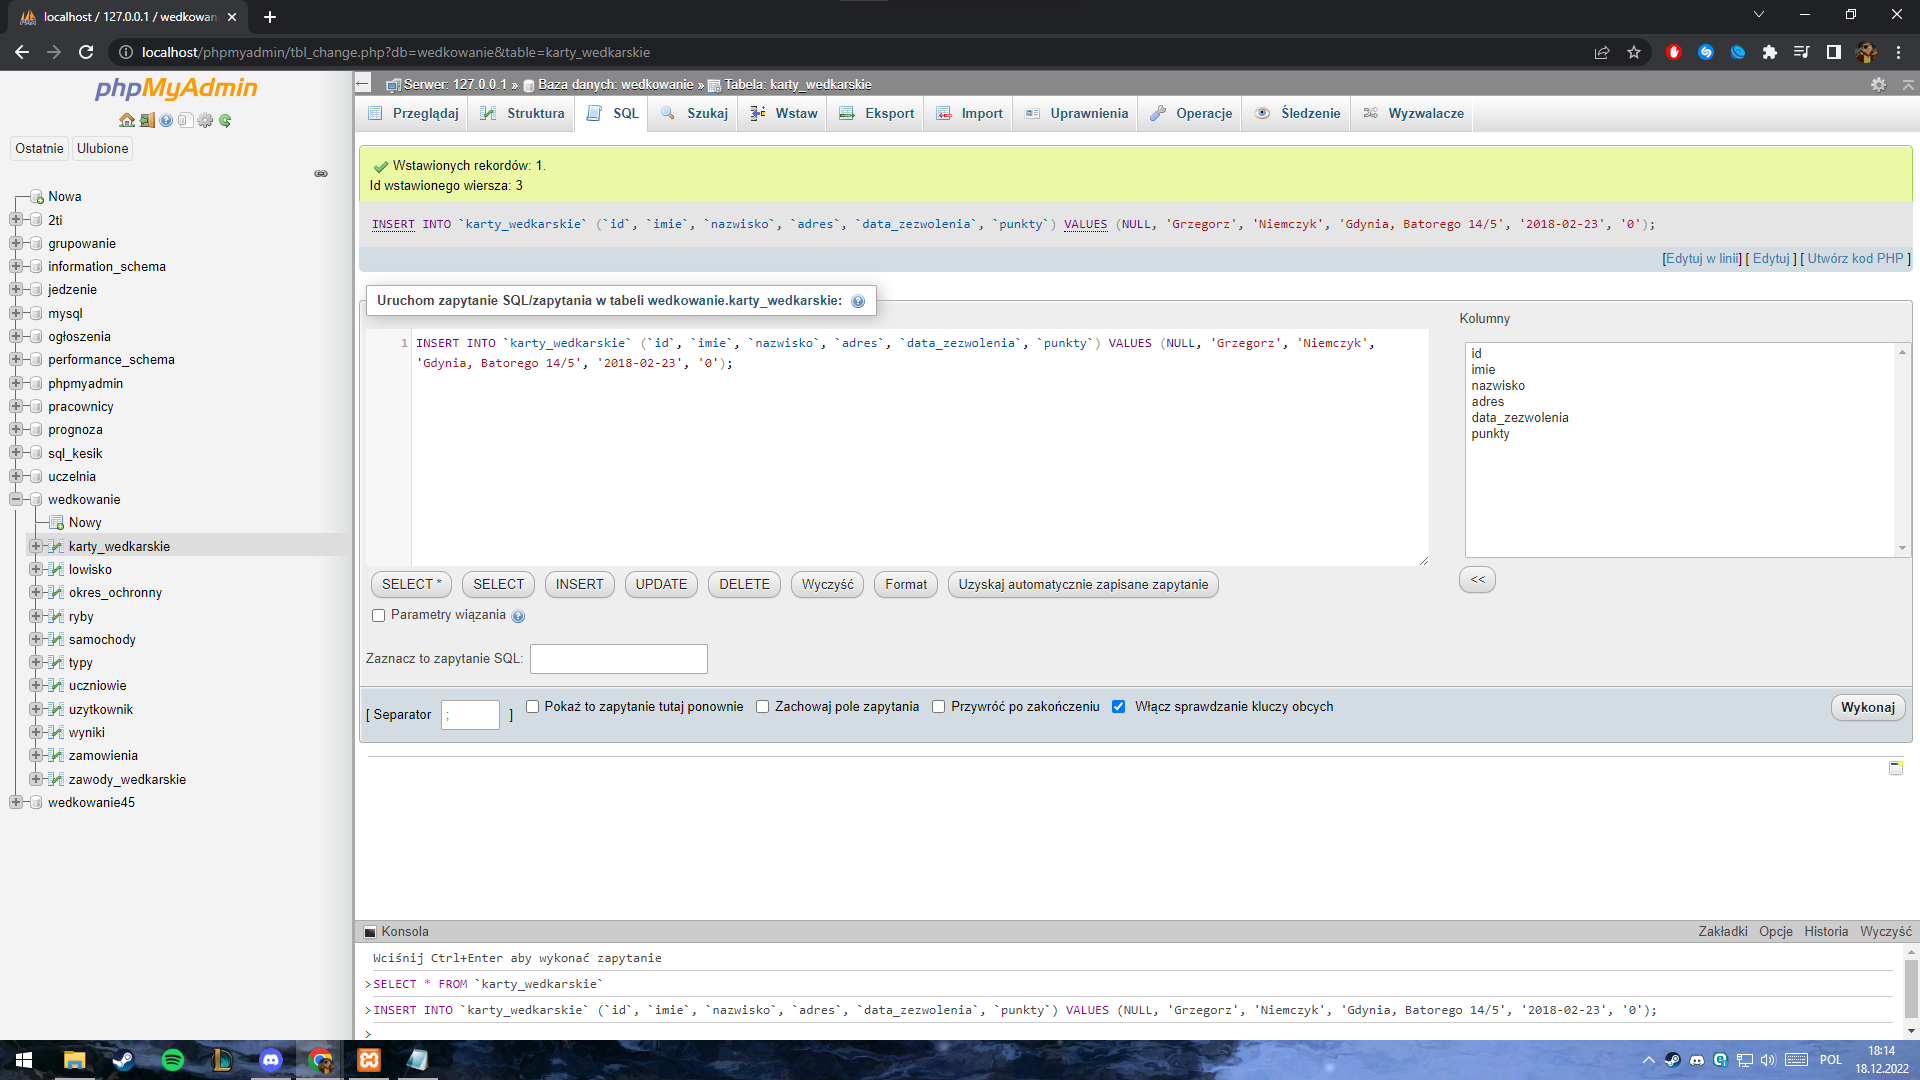 localhost / 127.0.0.1 / wedkowan
localhost/phpmyadmin/tbl_change.php?db=wedkowanie&table=karty_wedkarskie
phpMyAdmin
Ostatnie
Ulubione
Nowa
2ti
grupowanie
information_schema
jedzenie
mysql
ogłoszenia
performance_schema
phpmyadmin
pracownicy
prognoza
sql_kesik
uczelnia
wedkowanie
Nowy
karty_wedkarskie
lowisko
okres_ochronny
ryby
samochody
typy
uczniowie
uzytkownik
wyniki
zamowienia
zawody_wedkarskie
wedkowanie45
Serwer: 127.0.0.1 » Baza danych: wedkowanie » Tabela: karty_wedkarskie
Przeglądaj Struktura SQL Szukaj Wstaw Eksport Import Uprawnienia Operacje Śledzenie Wyzwalacze
Wstawionych rekordów: 1.
Id wstawionego wiersza: 3
INSERT INTO `karty_wedkarskie` (`id`, `imie`, `nazwisko`, `adres`, `data_zezwolenia`, `punkty`) VALUES (NULL, 'Grzegorz', 'Niemczyk', 'Gdynia, Batorego 14/5', '2018-02-23', '0');
[Edytuj w linii] [ Edytuj ] [ Utwórz kod PHP ]
Uruchom zapytanie SQL/zapytania w tabeli wedkowanie.karty_wedkarskie:
1 INSERT INTO `karty_wedkarskie` (`id`, `imie`, `nazwisko`, `adres`, `data_zezwolenia`, `punkty`) VALUES (NULL, 'Grzegorz', 'Niemczyk',
'Gdynia, Batorego 14/5', '2018-02-23', '0');
Kolumny
id
imie
nazwisko
adres
data_zezwolenia
punkty
SELECT * SELECT INSERT UPDATE DELETE Wyczyść Format Uzyskaj automatycznie zapisane zapytanie
<<
Parametry wiązania
Zaznacz to zapytanie SQL:
[ Separator ; ] Pokaż to zapytanie tutaj ponownie Zachowaj pole zapytania Przywróć po zakończeniu Włącz sprawdzanie kluczy obcych
Wykonaj
Konsola
Zakładki Opcje Historia Wyczyść
Wciśnij Ctrl+Enter aby wykonać zapytanie
>SELECT * FROM `karty_wedkarskie`
>INSERT INTO `karty_wedkarskie` (`id`, `imie`, `nazwisko`, `adres`, `data_zezwolenia`, `punkty`) VALUES (NULL, 'Grzegorz', 'Niemczyk', 'Gdynia, Batorego 14/5', '2018-02-23', '0');
>
POL
18:14
18.12.2022